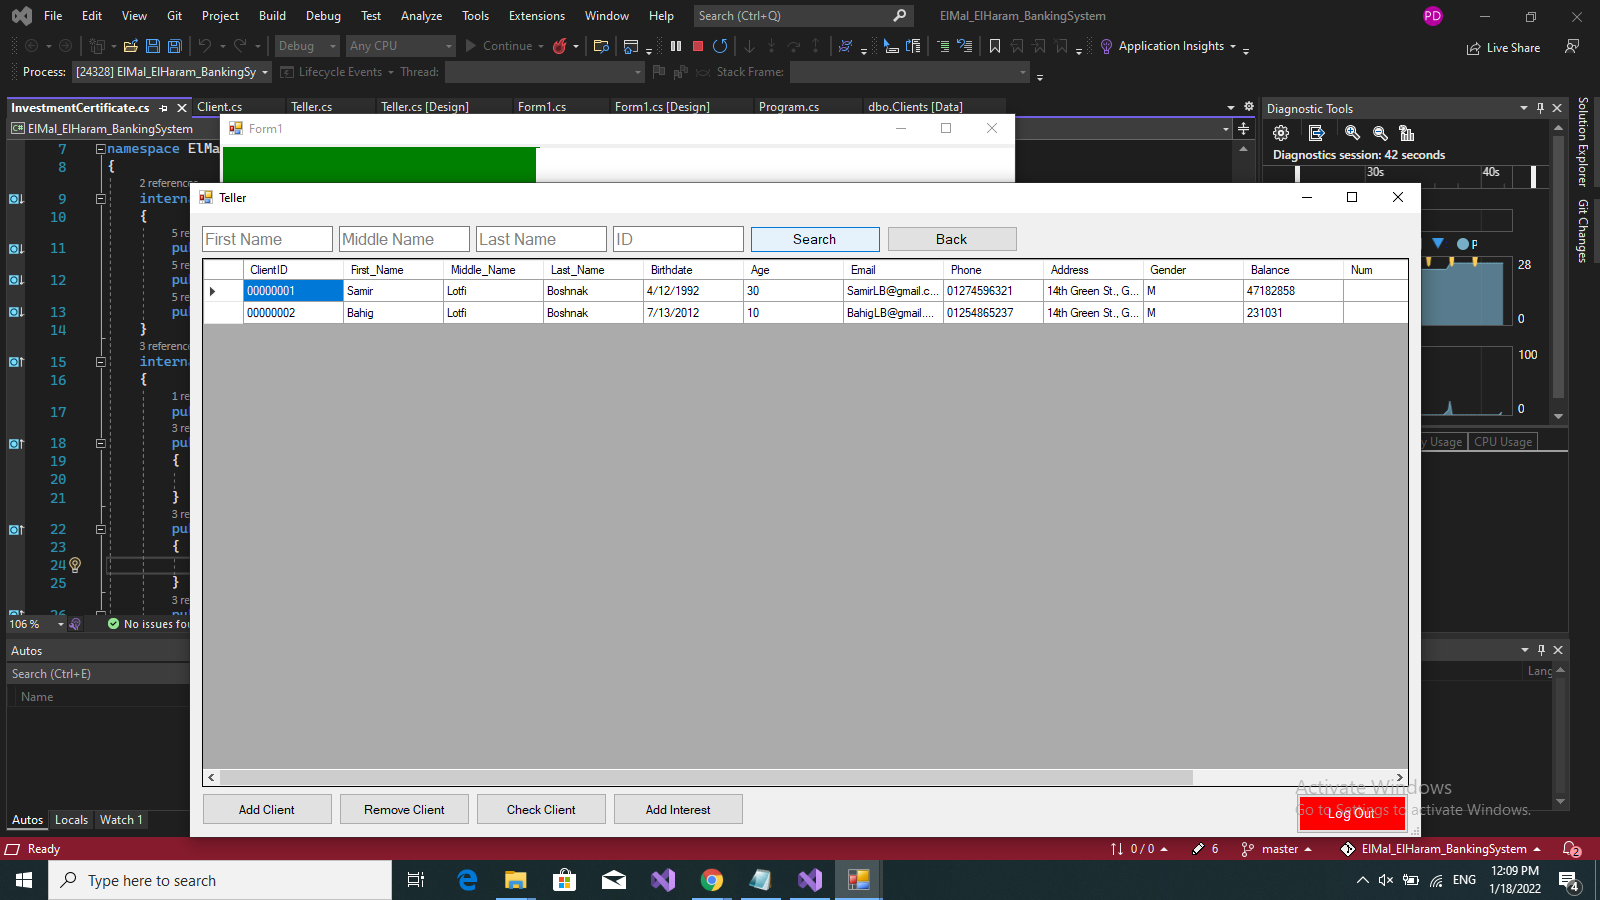 File Edit View Git Project Build Debug Test Analyze Tools Extensions Window Help Search (Ctrl+Q) ElMal_ElHaram_BankingSystem PD
Debug Any CPU Continue Application Insights Live Share
Process: [24328] ElMal_ElHaram_BankingSy Lifecycle Events Thread: Stack Frame:
InvestmentCertificate.cs Client.cs Teller.cs Teller.cs [Design] Form1.cs Form1.cs [Design] Program.cs dbo.Clients [Data]
ElMal_ElHaram_BankingSystem
Form1
Diagnostic Tools
Diagnostics session: 42 seconds
30s 40s
28
0
100
0
CPU Usage
Solution Explorer
Git Changes
7 namespace ElMa
8 {
2 references
9 interna
10 {
5 re
11 pu
5 re
12 pu
5 re
13 pu
14 }
3 reference
15 interna
16 {
1 re
17 pu
3 re
18 pu
19 {
20
21 }
3 re
22 pu
23 {
24
25 }
3 re
26 pu
106 % No issues fou
Teller
First Name Middle Name Last Name ID Search Back
ClientID First_Name Middle_Name Last_Name Birthdate Age Email Phone Address Gender Balance Num
00000001 Samir Lotfi Boshnak 4/12/1992 30 SamirLB@gmail.c... 01274596321 14th Green St., G... M 47182858
00000002 Bahig Lotfi Boshnak 7/13/2012 10 BahigLB@gmail.... 01254865237 14th Green St., G... M 231031
Add Client Remove Client Check Client Add Interest Log Out
Activate Windows
Go to Settings to activate Windows.
Autos
Search (Ctrl+E)
Name
Lang
Autos Locals Watch 1
Ready 0 / 0 6 master ElMal_ElHaram_BankingSystem 2
Type here to search
ENG 12:09 PM
1/18/2022 4